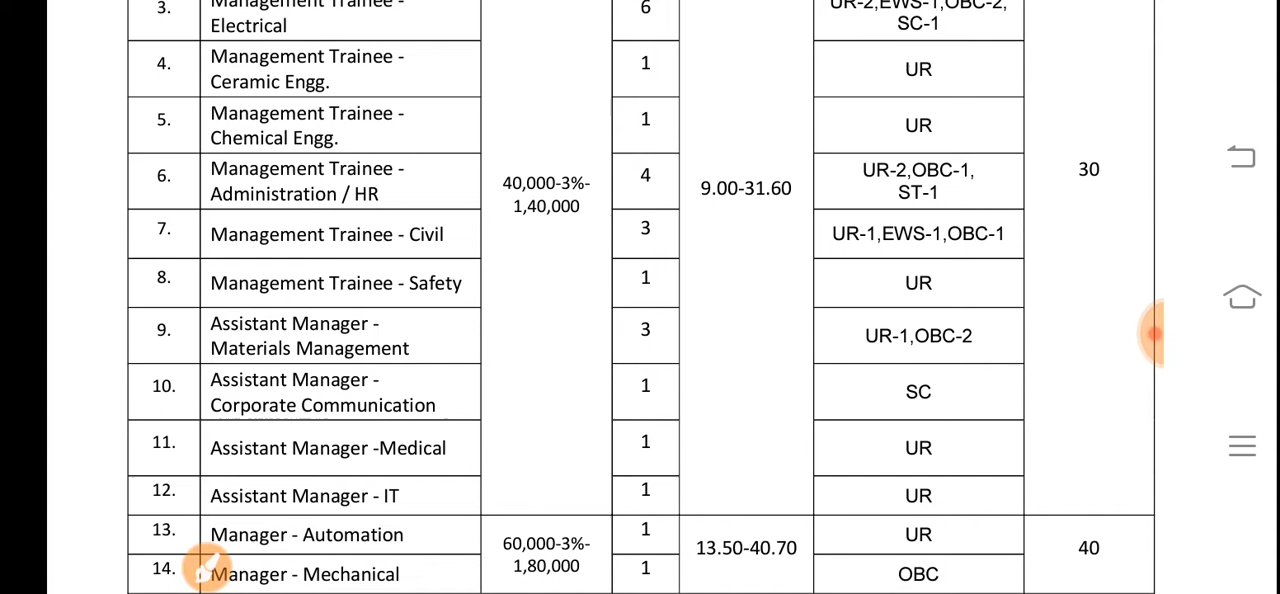 3.
Management Trainee -
Electrical
6
UR-2,EWS-1,OBC-2,
SC-1
4.
Management Trainee -
Ceramic Engg.
1
UR
5.
Management Trainee -
Chemical Engg.
1
UR
6.
Management Trainee -
Administration / HR
40,000-3%-
1,40,000
4
9.00-31.60
UR-2,OBC-1,
ST-1
30
7.
Management Trainee - Civil
3
UR-1,EWS-1,OBC-1
8.
Management Trainee - Safety
1
UR
9.
Assistant Manager -
Materials Management
3
UR-1,OBC-2
10.
Assistant Manager -
Corporate Communication
1
SC
11.
Assistant Manager -Medical
1
UR
12.
Assistant Manager - IT
1
UR
13.
Manager - Automation
60,000-3%-
1,80,000
1
13.50-40.70
UR
40
14.
Manager - Mechanical
1
OBC